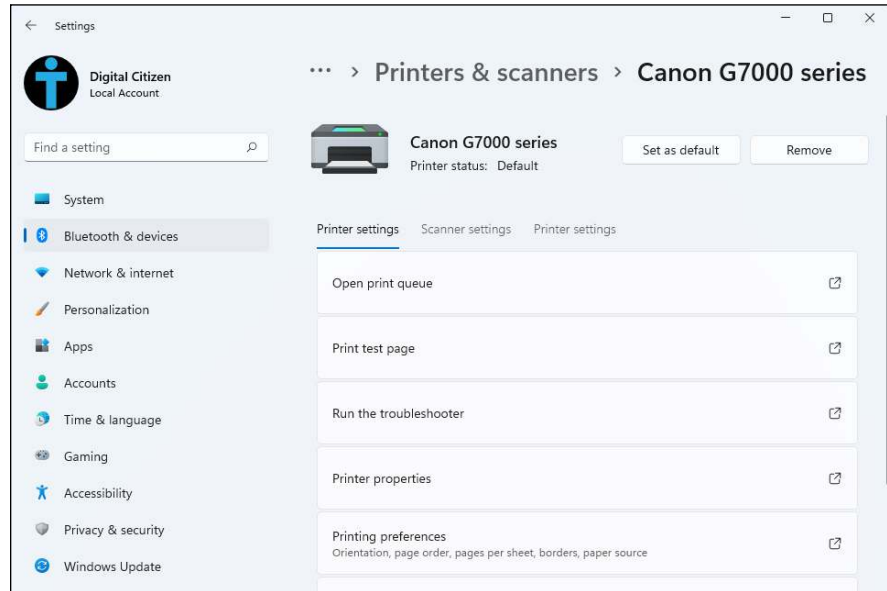 Settings
Digital Citizen
Local Account
Find a setting
System
Bluetooth & devices
Network & internet
Personalization
Apps
Accounts
Time & language
Gaming
Accessibility
Privacy & security
Windows Update
··· > Printers & scanners > Canon G7000 series
Canon G7000 series
Printer status: Default
Set as default
Remove
Printer settings Scanner settings Printer settings
Open print queue
Print test page
Run the troubleshooter
Printer properties
Printing preferences
Orientation, page order, pages per sheet, borders, paper source